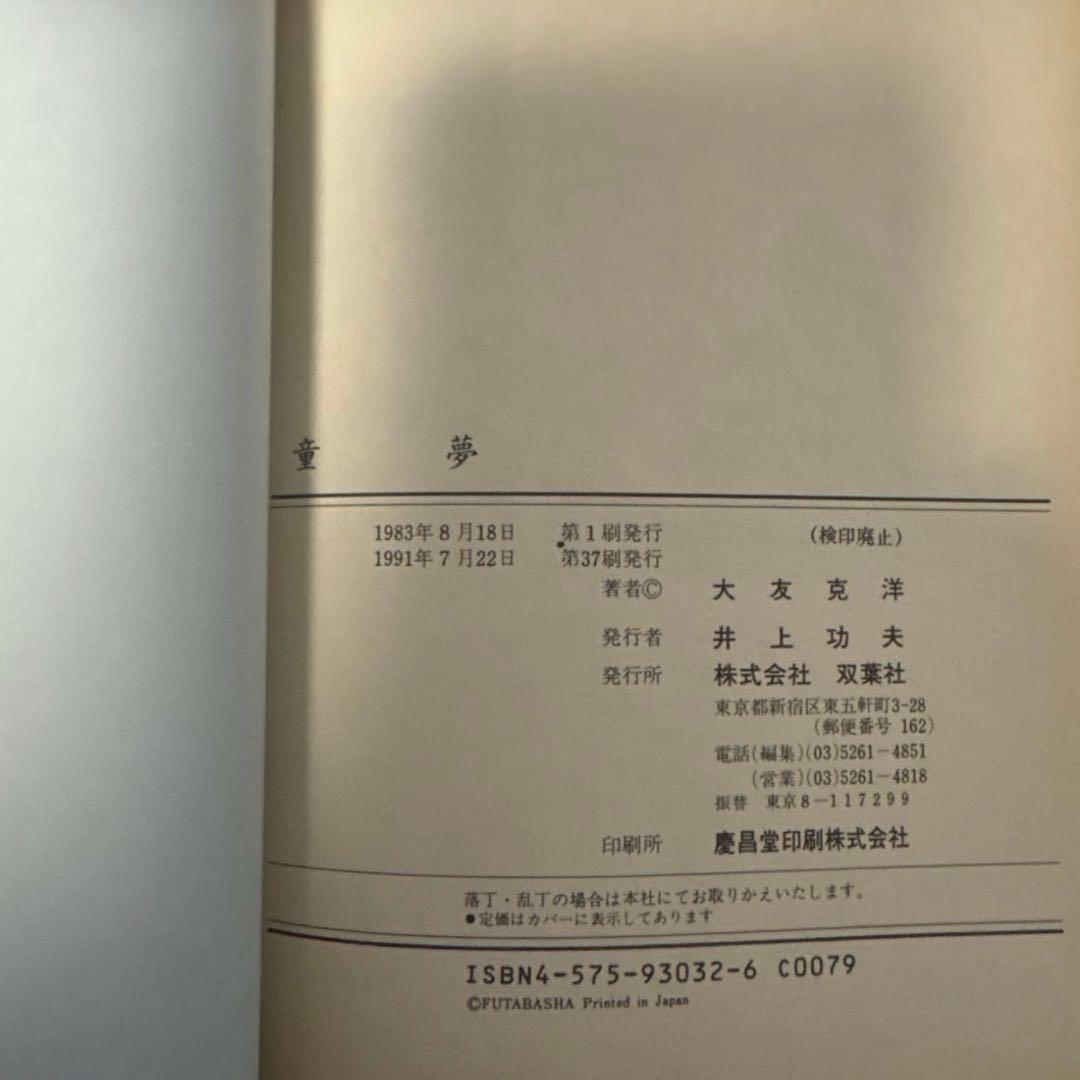 童 夢
1983年8月18日 第1刷発行 (検印廃止)
1991年7月22日 第37刷発行
著者© 大友克洋
発行者 井上功夫
発行所 株式会社 双葉社
東京都新宿区東五軒町3-28
(郵便番号 162)
電話(編集)(03)5261-4851
(営業)(03)5261-4818
振替 東京8-117299
印刷所 慶昌堂印刷株式会社
落丁・乱丁の場合は本社にてお取りかえいたします。
●定価はカバーに表示してあります
ISBN4-575-93032-6 C0079
©FUTABASHA Printed in Japan